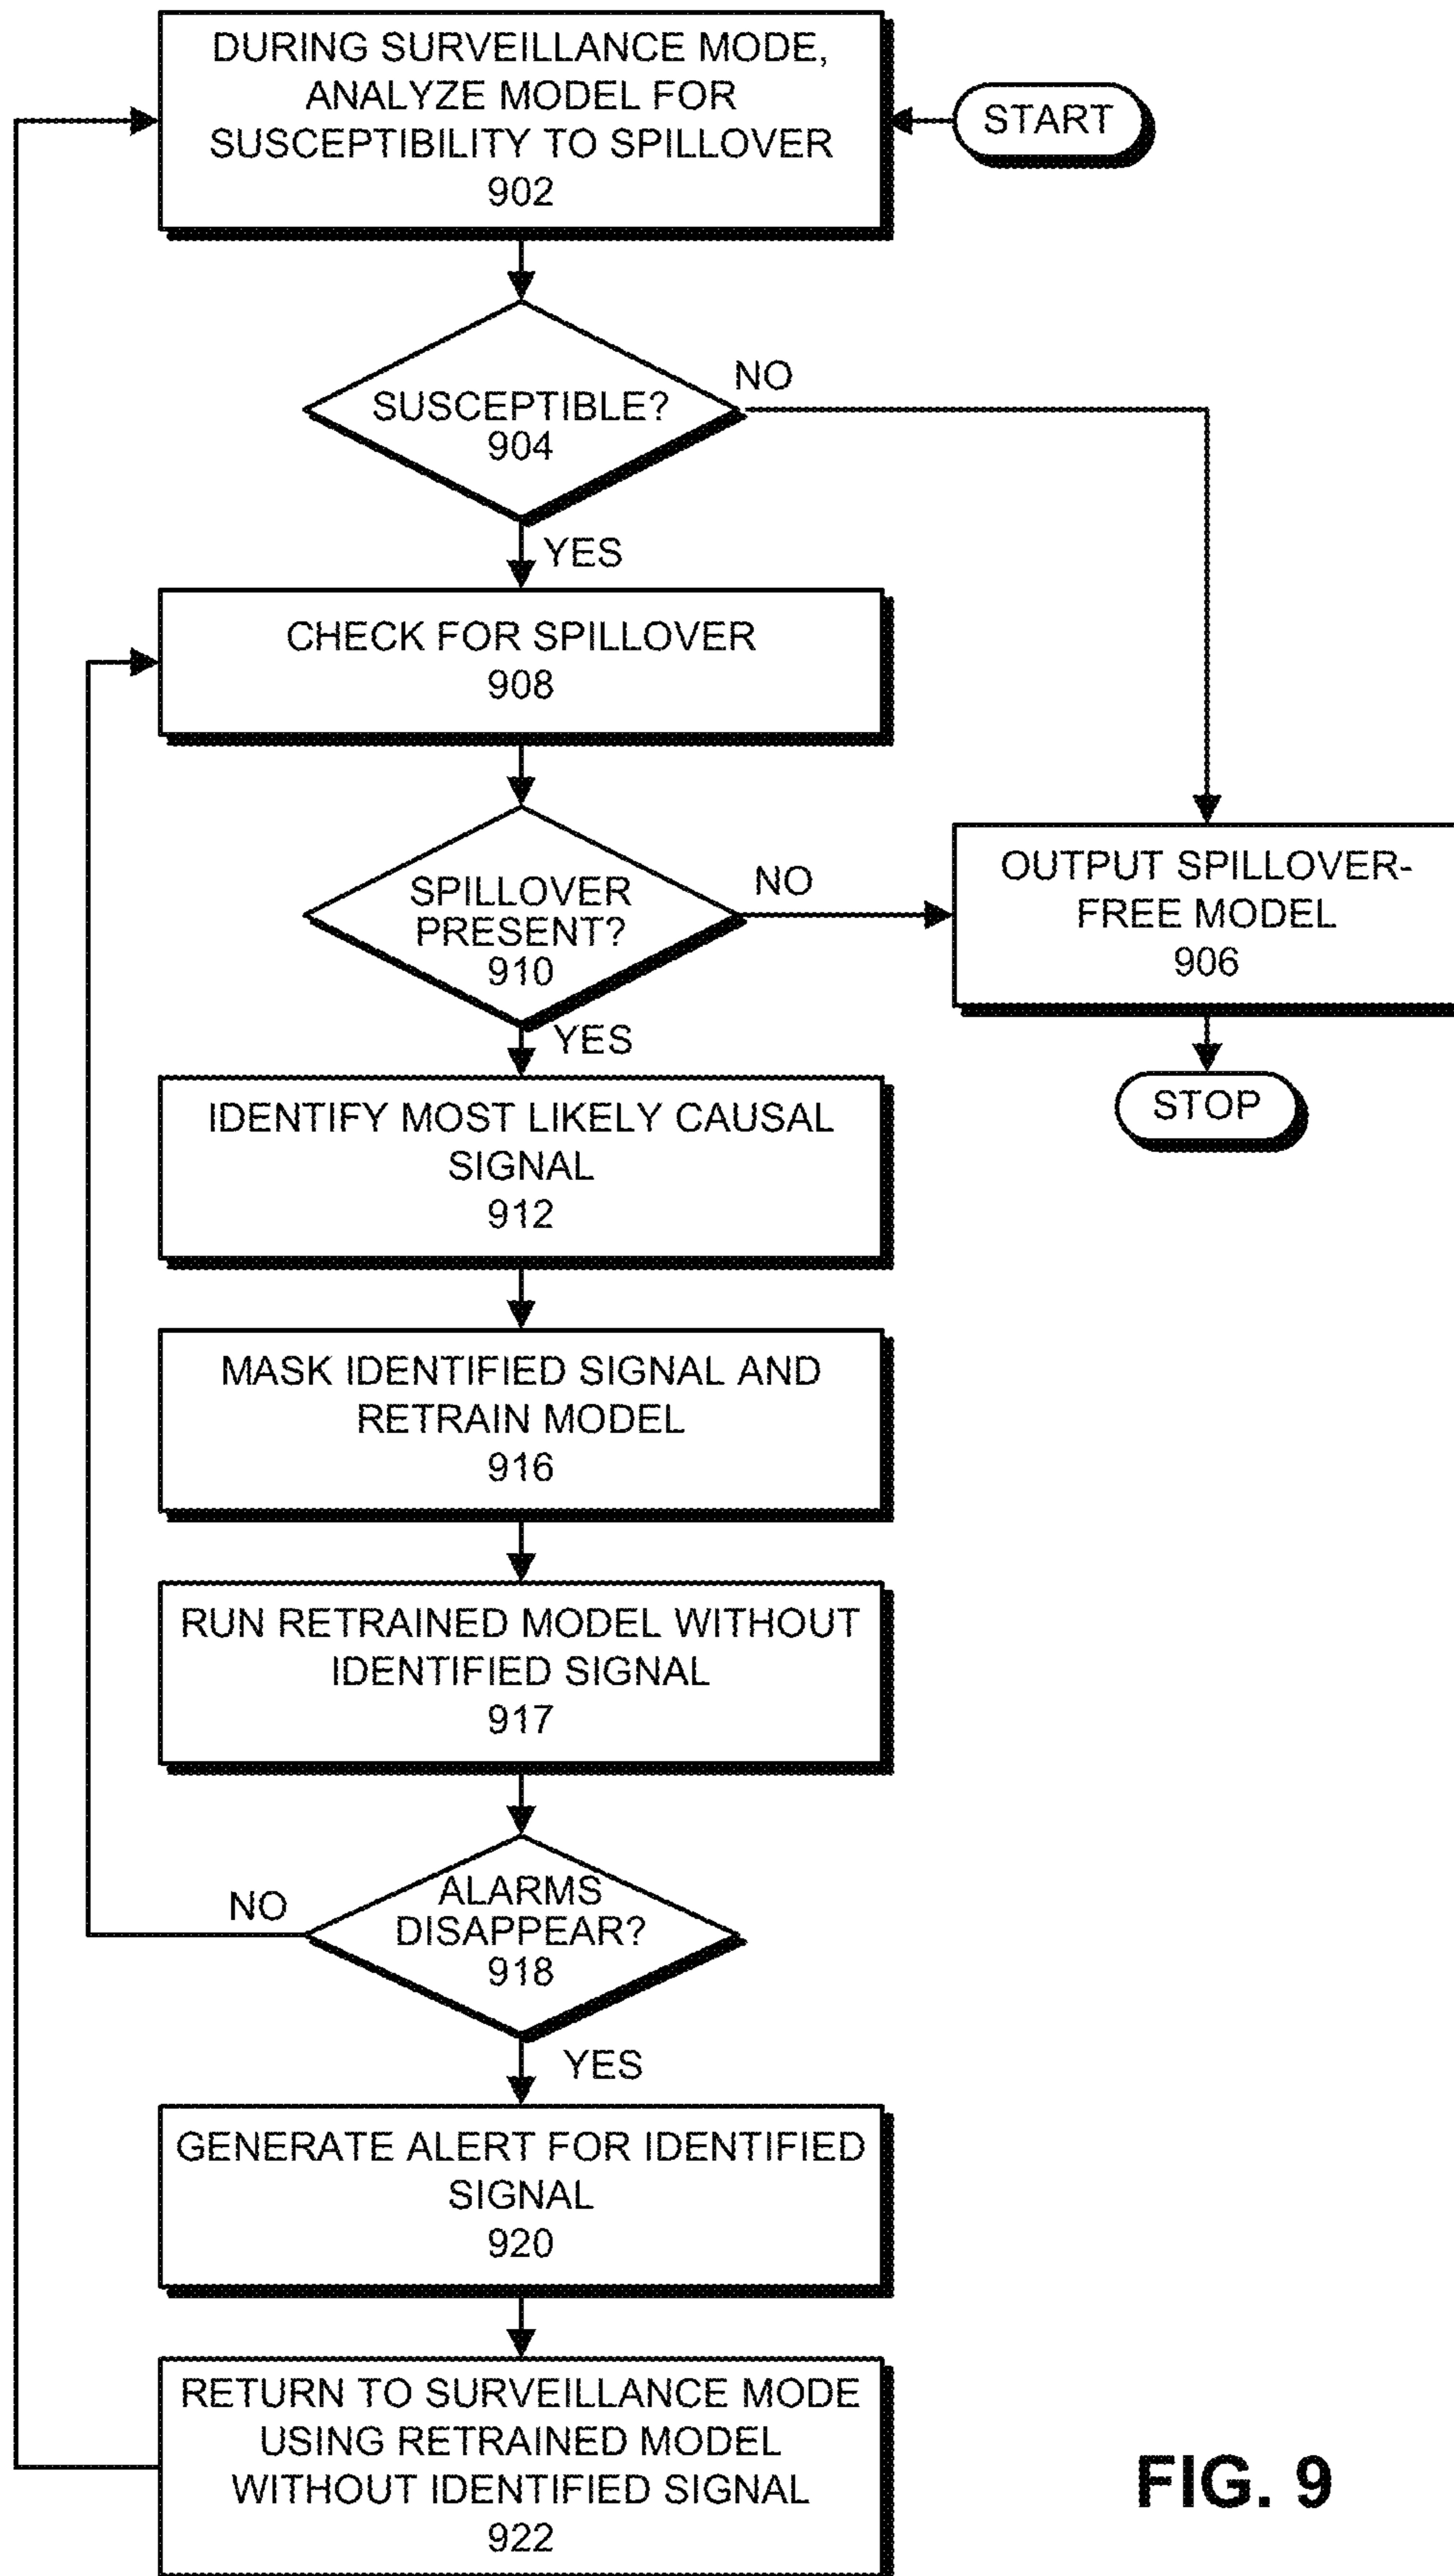 DURING SURVEILLANCE MODE,
ANALYZE MODEL FOR
SUSCEPTIBILITY TO SPILLOVER
902
START
SUSCEPTIBLE?
904
NO
YES
CHECK FOR SPILLOVER
908
SPILLOVER
PRESENT?
910
NO
OUTPUT SPILLOVER-
FREE MODEL
906
YES
STOP
IDENTIFY MOST LIKELY CAUSAL
SIGNAL
912
MASK IDENTIFIED SIGNAL AND
RETRAIN MODEL
916
RUN RETRAINED MODEL WITHOUT
IDENTIFIED SIGNAL
917
ALARMS
DISAPPEAR?
918
NO
YES
GENERATE ALERT FOR IDENTIFIED
SIGNAL
920
RETURN TO SURVEILLANCE MODE
USING RETRAINED MODEL
WITHOUT IDENTIFIED SIGNAL
922
FIG. 9